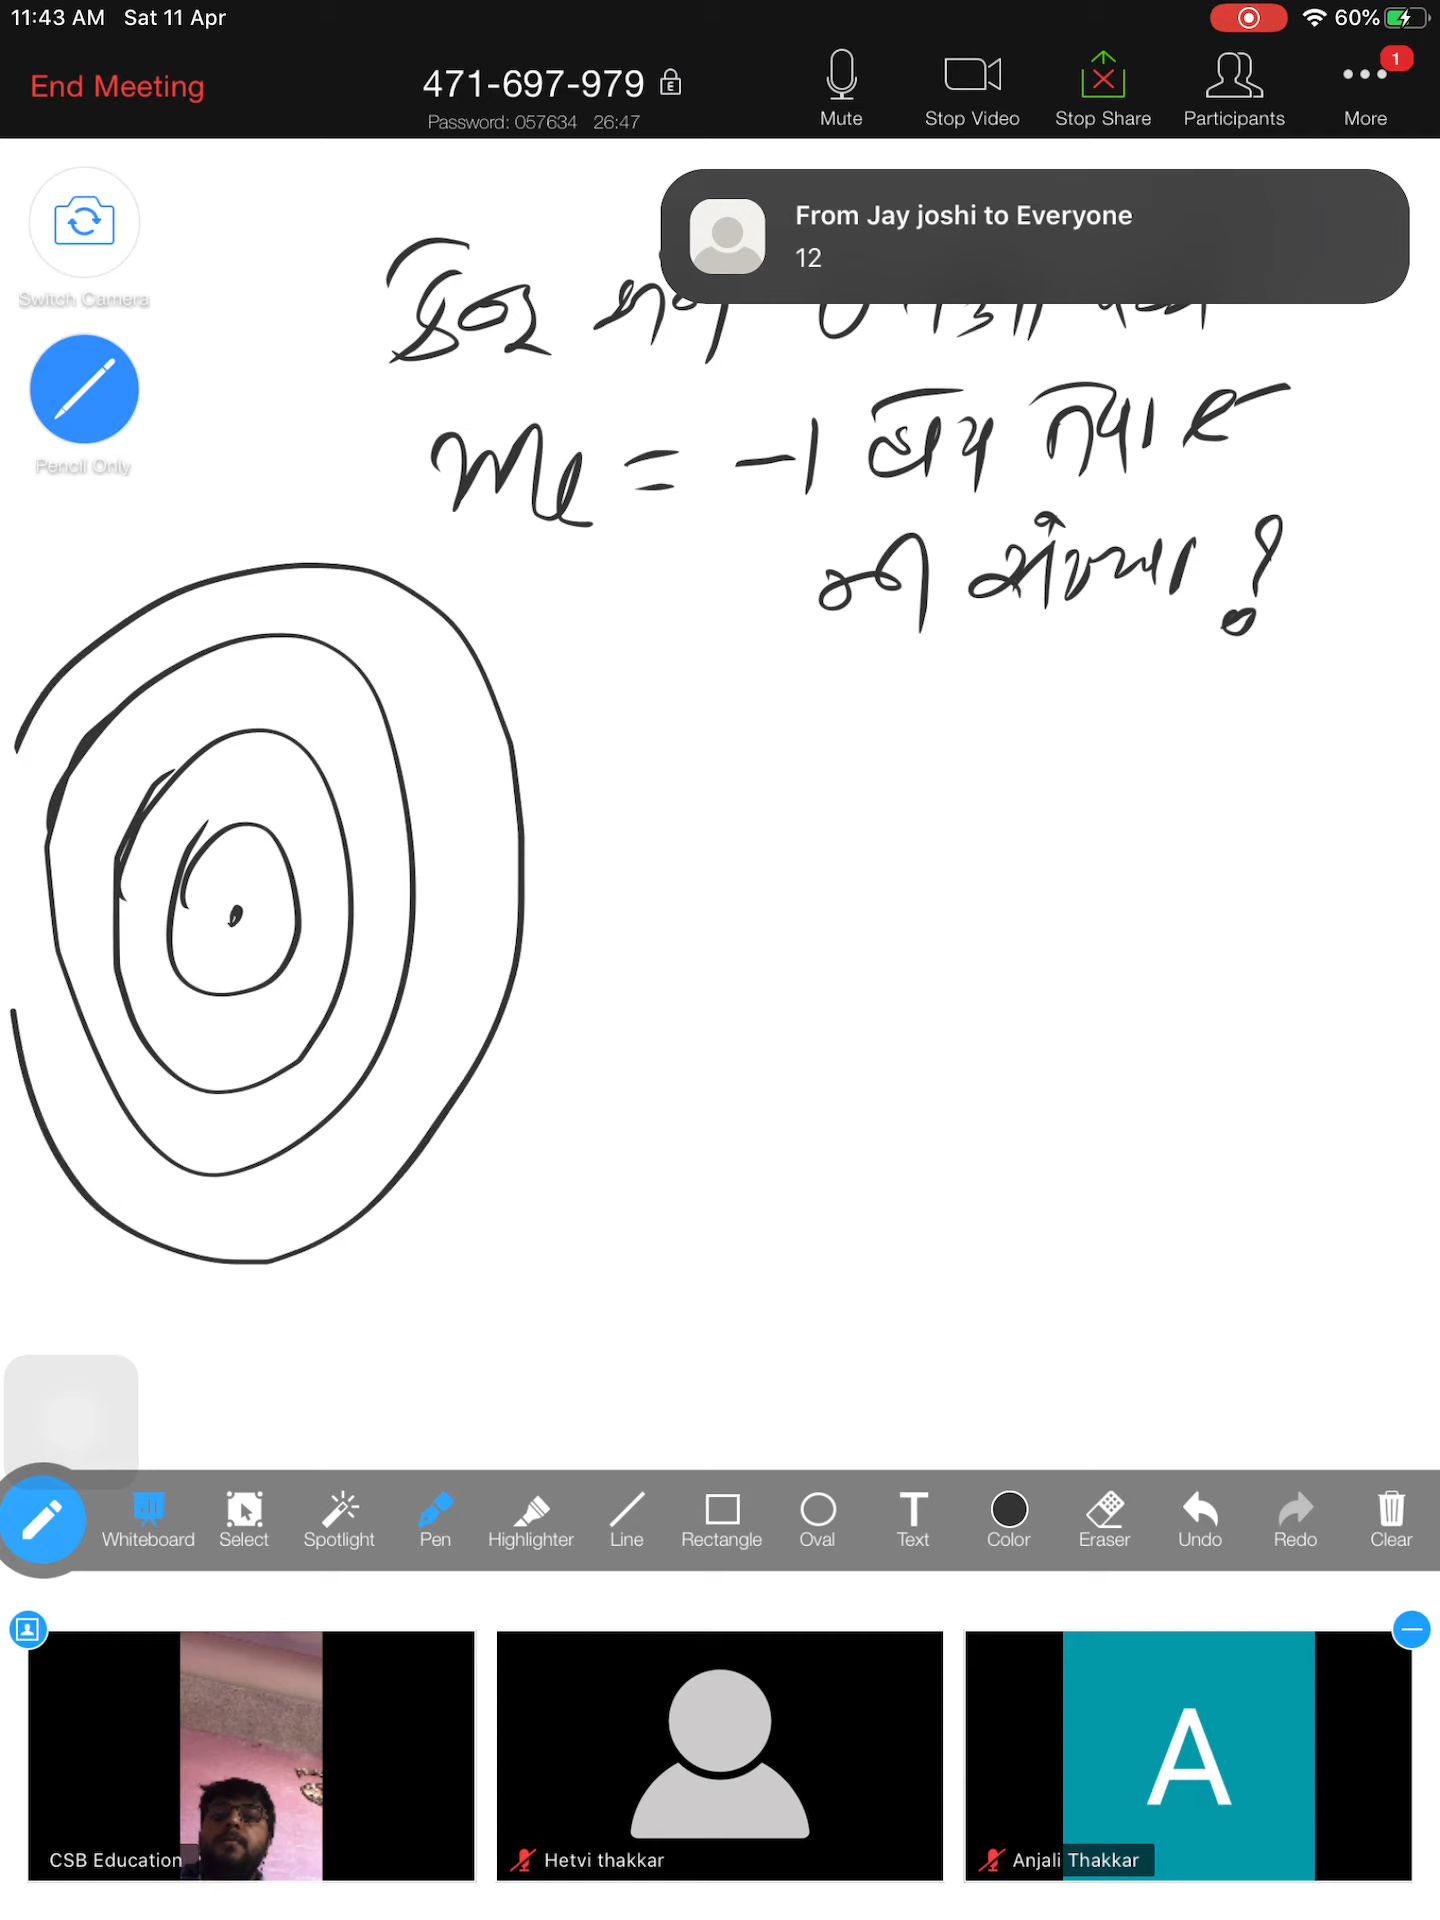 11:43 AM Sat 11 Apr
60%
End Meeting
471-697-979
Password: 057634 26:47
Mute
Stop Video
Stop Share
Participants
1
More
Switch Camera
Pencil Only
From Jay joshi to Everyone
12
me = -1
?
Whiteboard
Select
Spotlight
Pen
Highlighter
Line
Rectangle
Oval
Text
Color
Eraser
Undo
Redo
Clear
CSB Education
Hetvi thakkar
Anjali Thakkar
A